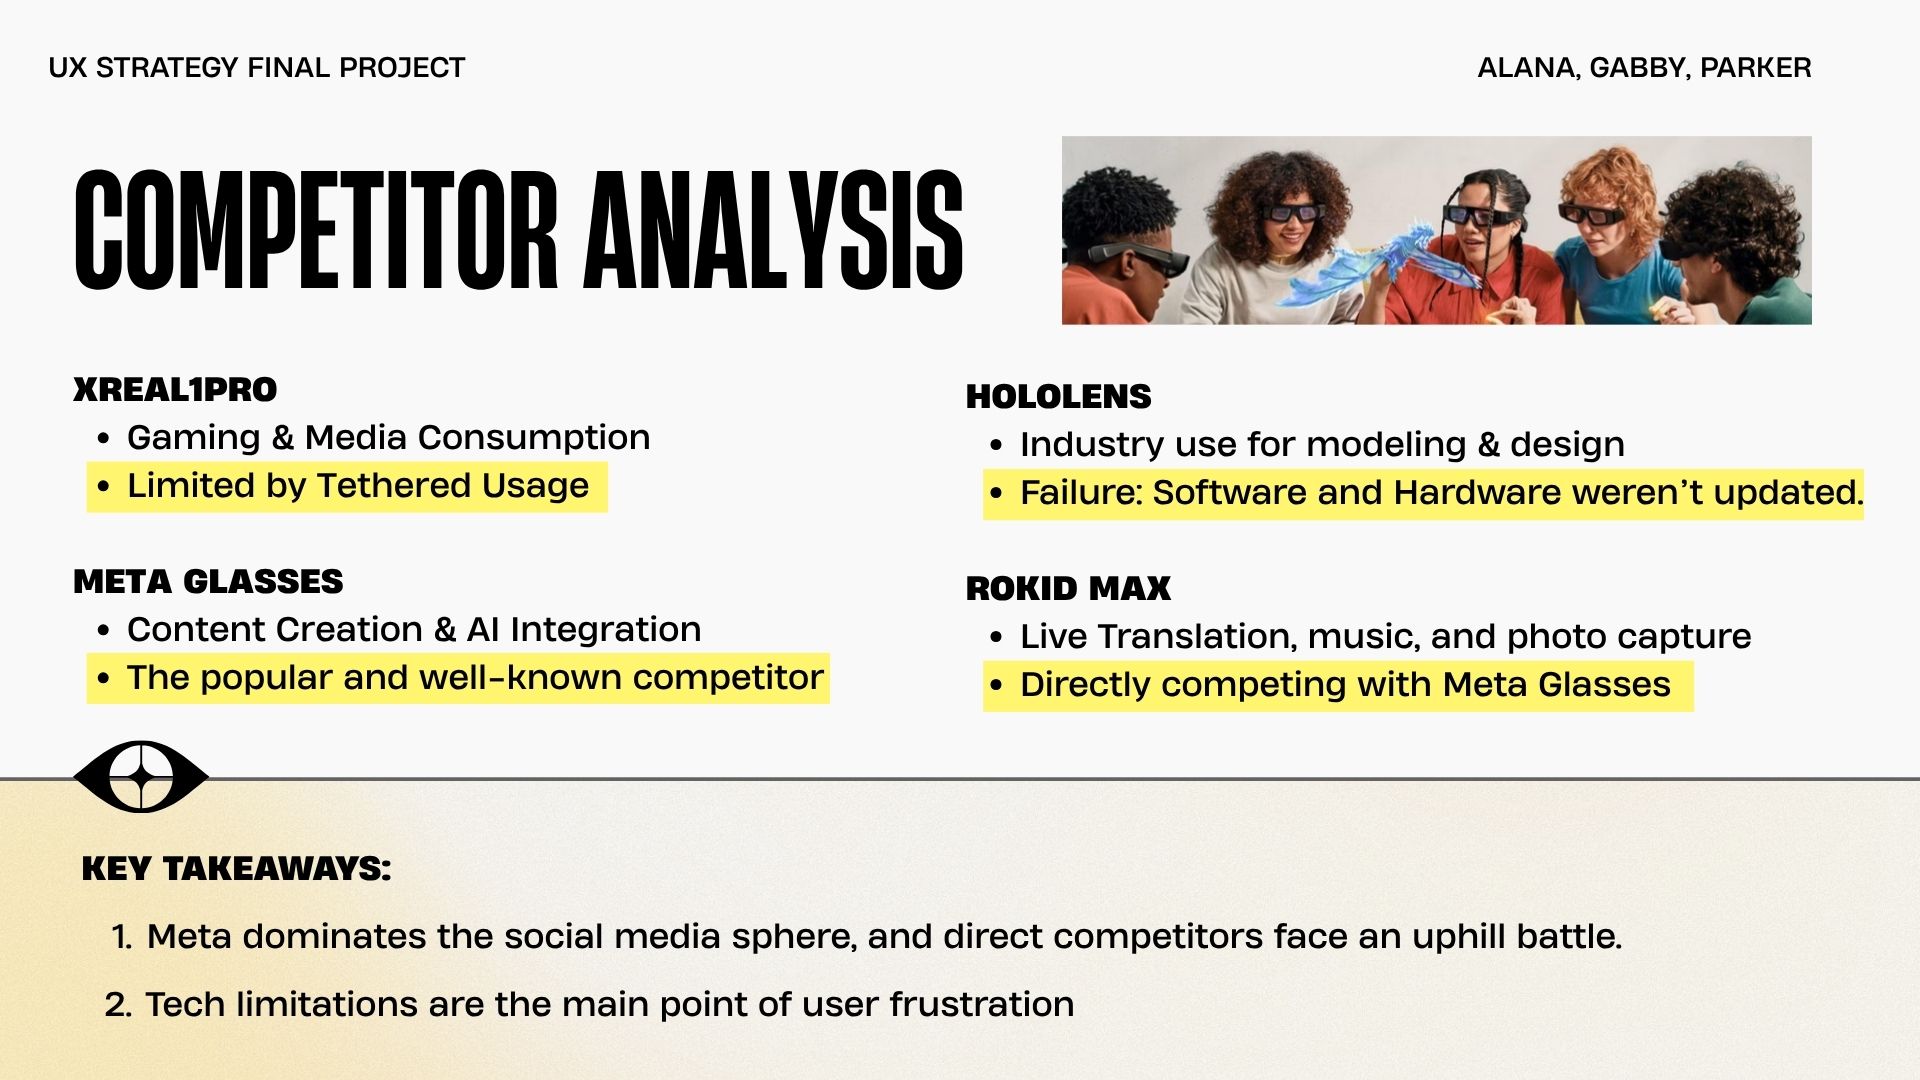 UX STRATEGY FINAL PROJECT
ALANA, GABBY, PARKER
COMPETITOR ANALYSIS
XREAL1PRO
• Gaming & Media Consumption
• Limited by Tethered Usage
META GLASSES
• Content Creation & AI Integration
• The popular and well-known competitor
HOLOLENS
• Industry use for modeling & design
• Failure: Software and Hardware weren’t updated.
ROKID MAX
• Live Translation, music, and photo capture
• Directly competing with Meta Glasses
KEY TAKEAWAYS:
1. Meta dominates the social media sphere, and direct competitors face an uphill battle.
2. Tech limitations are the main point of user frustration